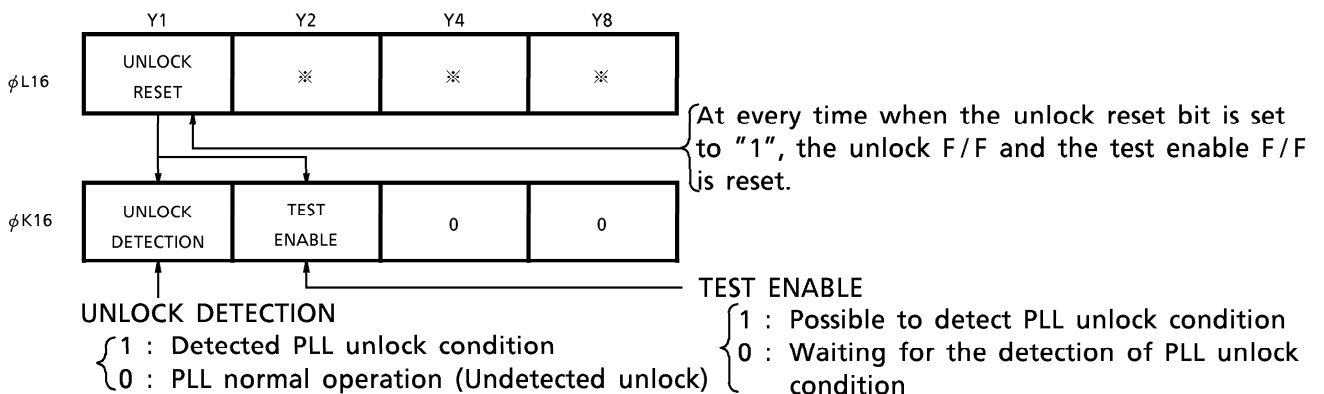 Y1 Y2 Y4 Y8
φL16
UNLOCK
RESET
※ ※ ※
At every time when the unlock reset bit is set
to "1", the unlock F/F and the test enable F/F
is reset.
φK16
UNLOCK
DETECTION
TEST
ENABLE
0 0
UNLOCK DETECTION
1 : Detected PLL unlock condition
0 : PLL normal operation (Undetected unlock)
TEST ENABLE
1 : Possible to detect PLL unlock condition
0 : Waiting for the detection of PLL unlock
condition